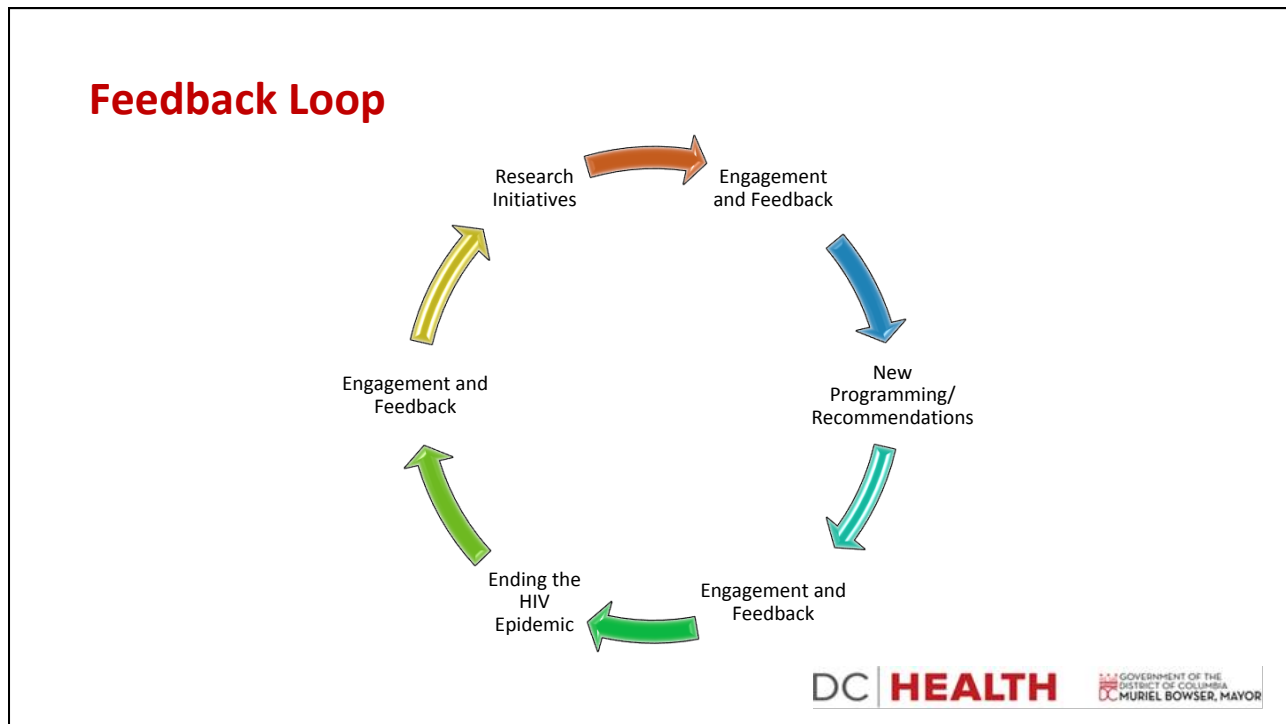 Feedback Loop
Research
Initiatives
Engagement
and Feedback
New
Programming/
Recommendations
Engagement and
Feedback
Ending the
HIV
Epidemic
Engagement and
Feedback
DC HEALTH
GOVERNMENT OF THE
DISTRICT OF COLUMBIA
DC MURIEL BOWSER, MAYOR